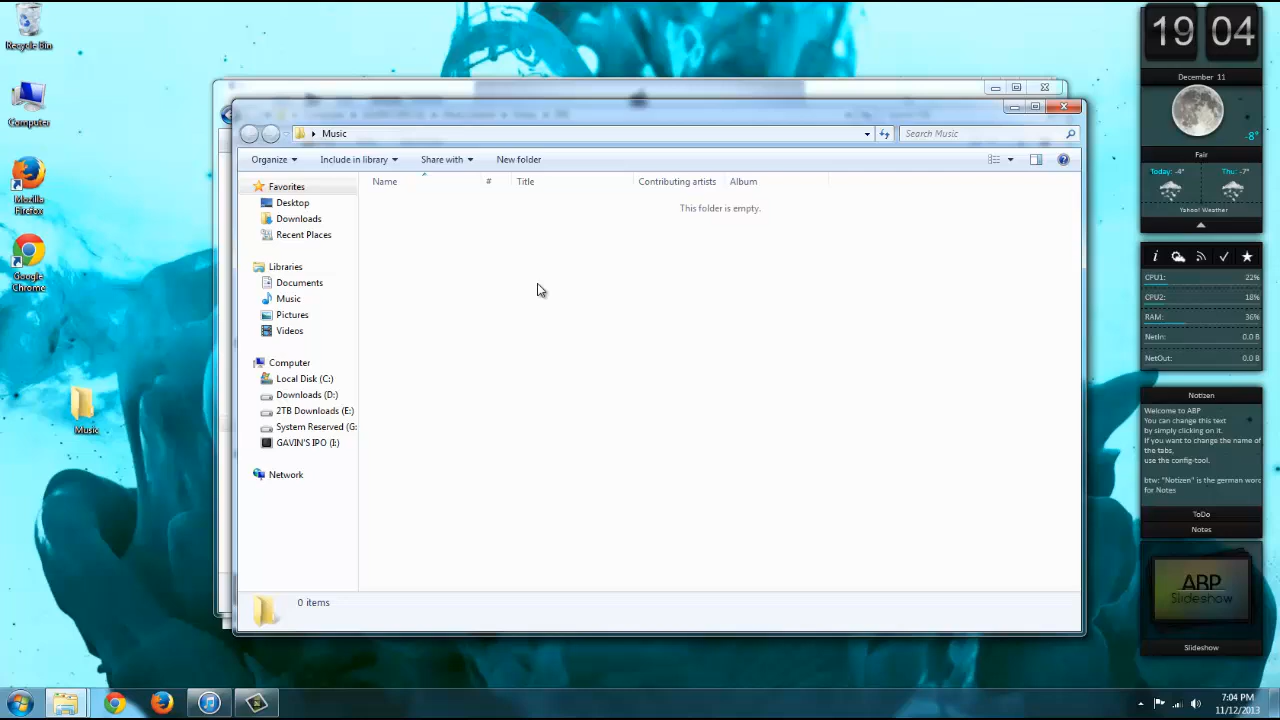 Recycle Bin
Computer
Mozilla
Firefox
Google
Chrome
Music
Music
Search Music
Organize
Include in library
Share with
New folder
Name
#
Title
Contributing artists
Album
This folder is empty.
Favorites
Desktop
Downloads
Recent Places
Libraries
Documents
Music
Pictures
Videos
Computer
Local Disk (C:)
Downloads (D:)
2TB Downloads (E:)
System Reserved (G:
GAVIN'S IPO (I:)
Network
0 items
19 04
December 11
-8°
Fair
Today: -4° Thu: -7°
Yahoo! Weather
CPU1: 22%
CPU2: 18%
RAM: 36%
NetIn: 0.0 B
NetOut: 0.0 B
Notizen
Welcome to ABP
You can change this text
by simply clicking on it.
if you want to change the name of
the tabs,
use the config-tool.
btw: "Notizen" is the german word
for Notes
ToDo
Notes
ABP
Slideshow
Slideshow
7:04 PM
11/12/2013